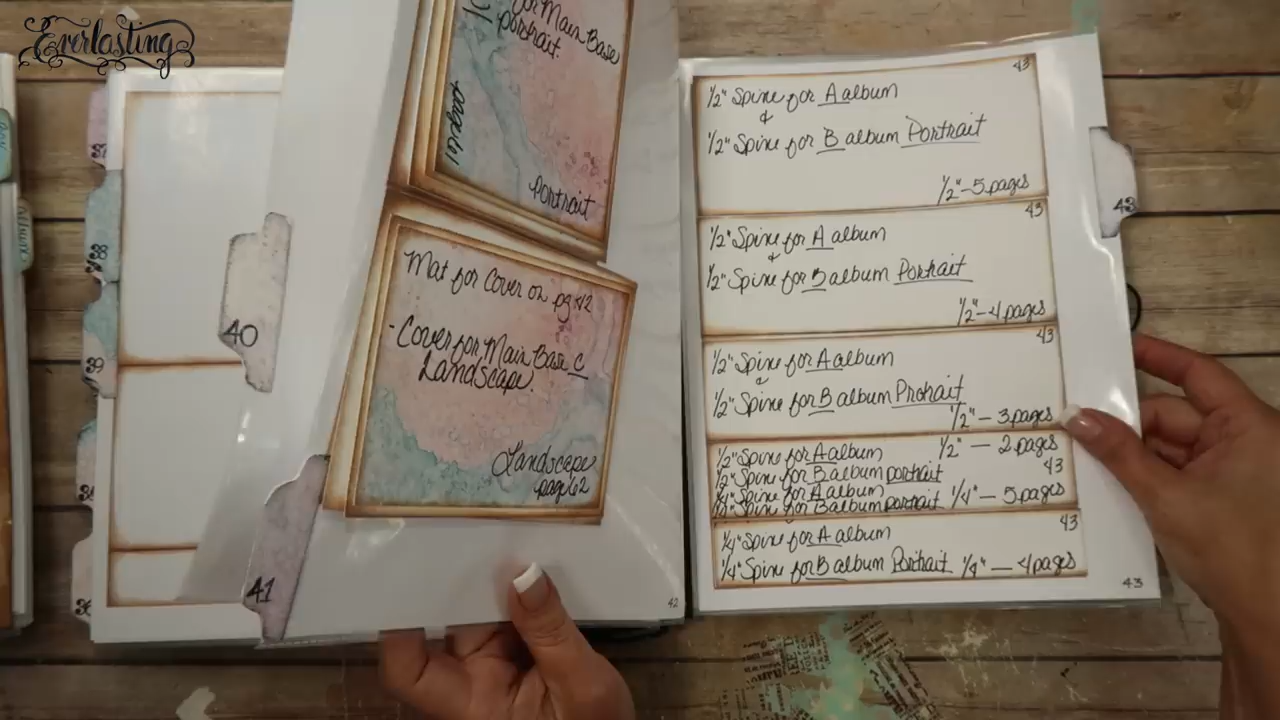 Everlasting
or Main Base
portrait.
page 61
portrait
Mat for Cover on pg 42
- Cover for Main Base C
Landscape
Landscape
page 62
40
41
42
38
39
43
1/2" Spine for A album
&
1/2" Spine for B album Portrait
1/2" - 5 pages
43
1/2" Spine for A album
&
1/2" Spine for B album Portrait
1/2" - 4 pages
43
1/2" Spine for A album
&
1/2" Spine for B album Protrait
1/2" - 3 pages
1/2" Spine for A album 1/2" - 2 pages
1/2" Spine for B album portrait 43
1/4" Spine for A album
Spine for B album portrait 1/4" - 5 pages
43
1/4" Spine for A album
1/4" Spine for B album Portrait 1/4" - 4 pages
43
43